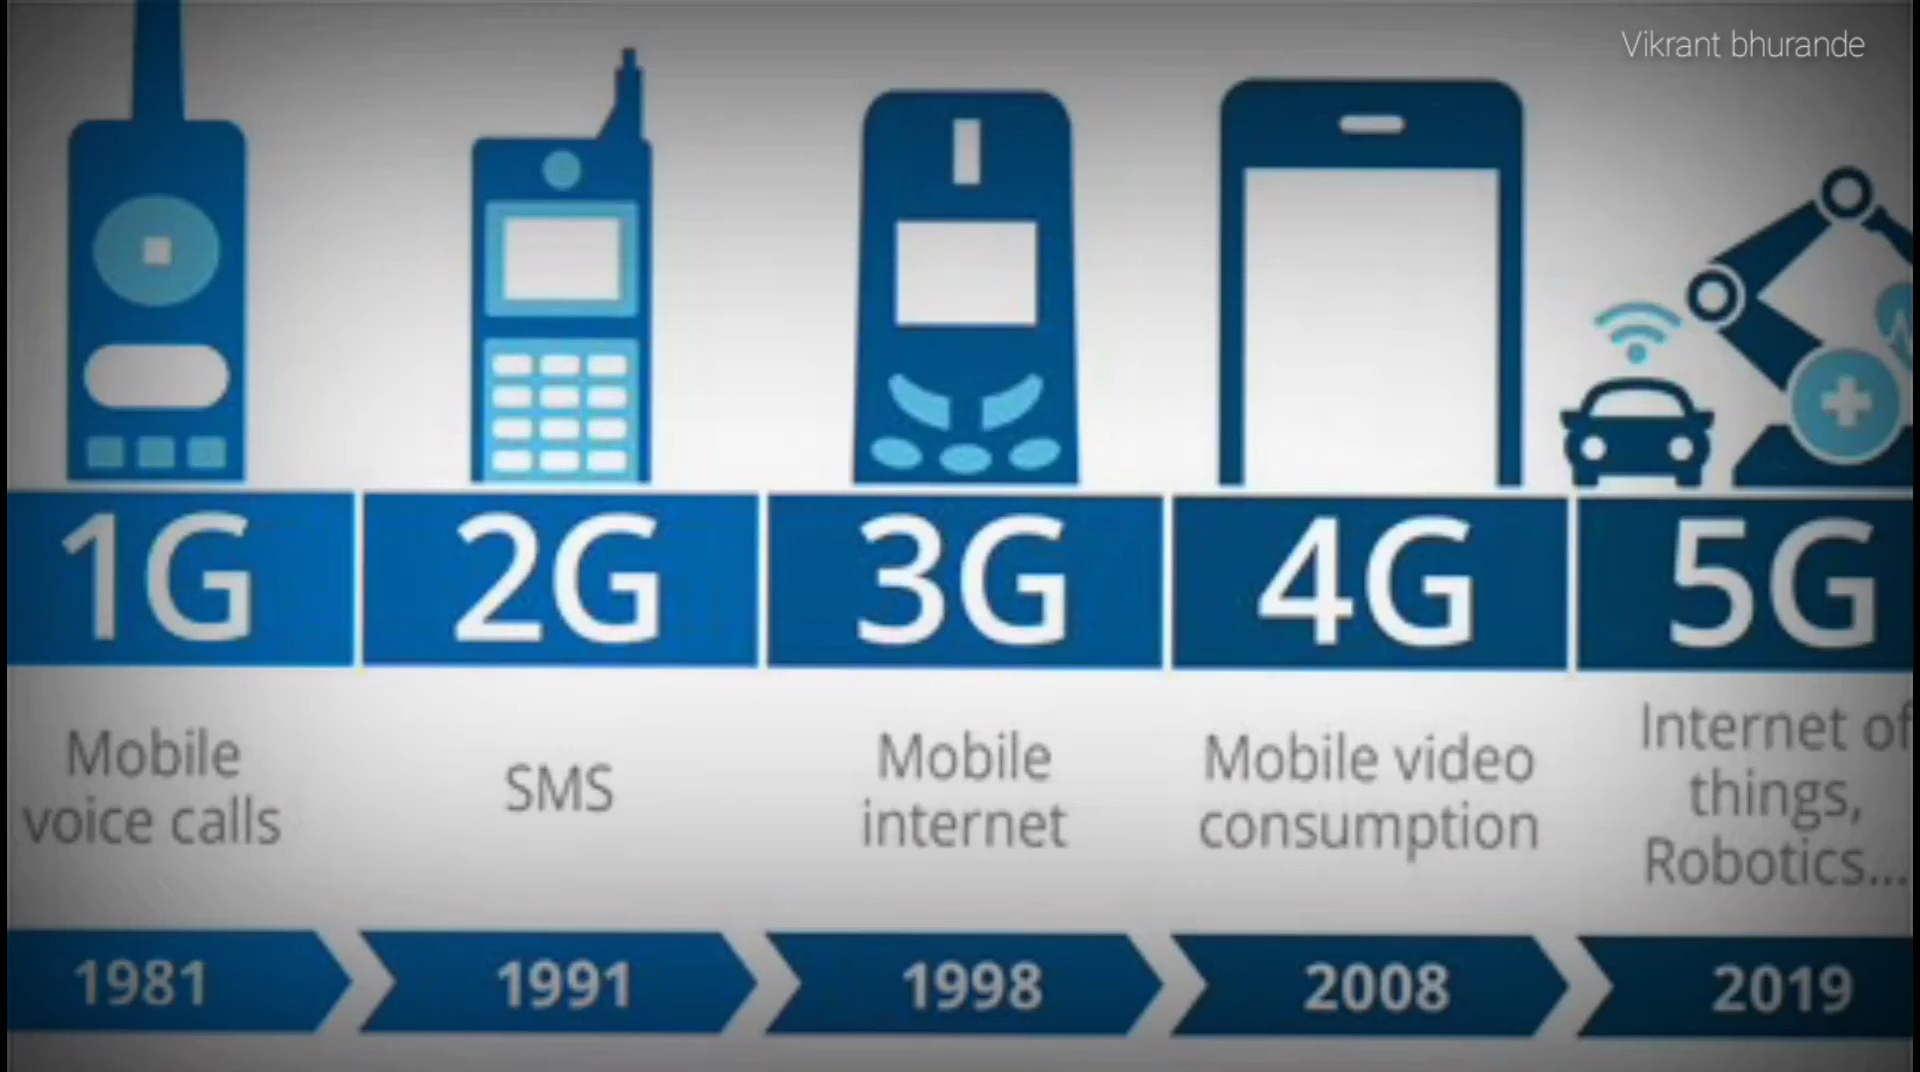 Vikrant bhurande
1G
2G
3G
4G
5G
Mobile
voice calls
SMS
Mobile
internet
Mobile video
consumption
Internet of
things,
Robotics...
1981
1991
1998
2008
2019